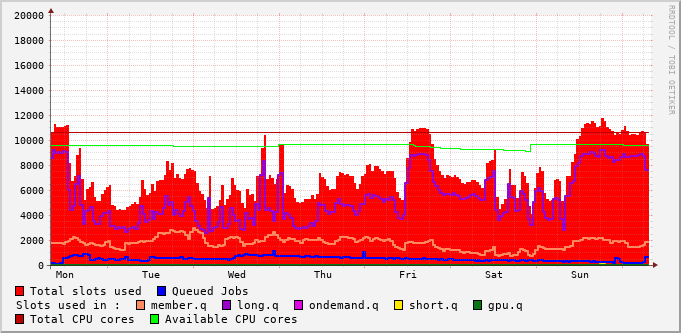 20000
18000
16000
14000
12000
10000
8000
6000
4000
2000
0
Mon Tue Wed Thu Fri Sat Sun
Total slots used Queued Jobs
Slots used in : member.q long.q ondemand.q short.q gpu.q
Total CPU cores Available CPU cores
RRDTOOL / TOBI OETIKER